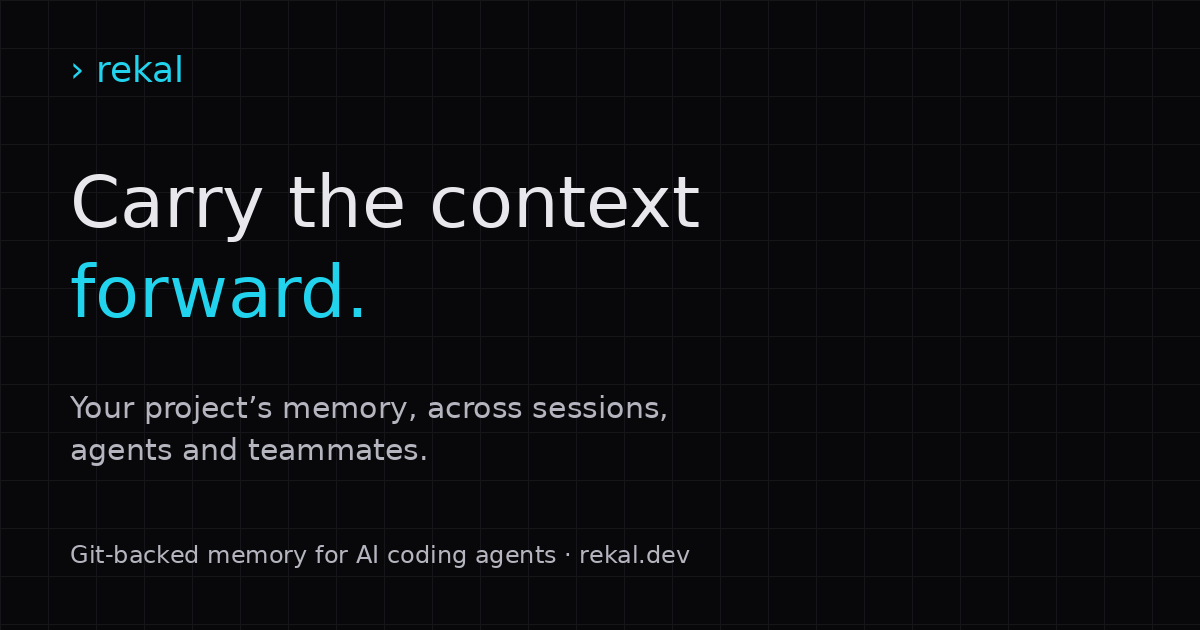 › rekal
Carry the context
forward.
Your project’s memory, across sessions,
agents and teammates.
Git-backed memory for AI coding agents · rekal.dev